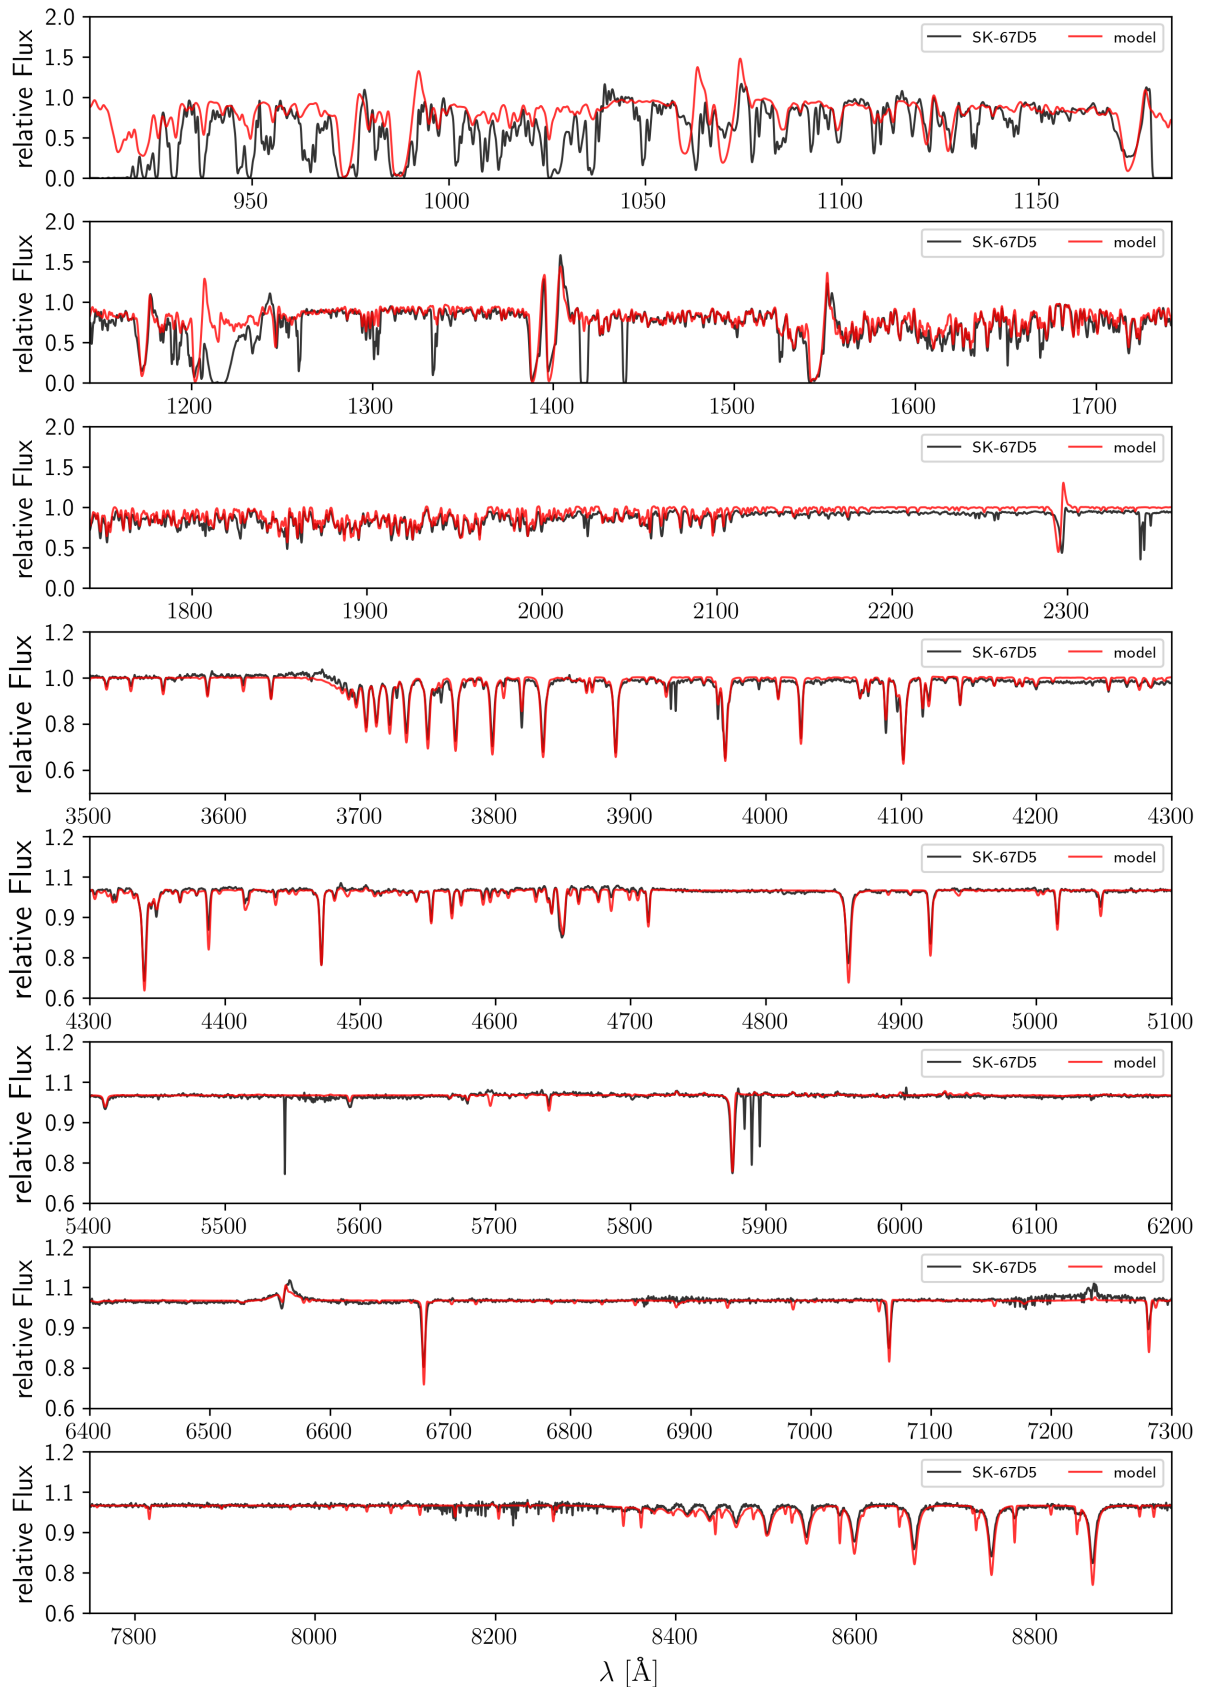 2.0
1.5
1.0
0.5
0.0
relative Flux
SK-67D5 model
950 1000 1050 1100 1150
2.0
1.5
1.0
0.5
0.0
relative Flux
SK-67D5 model
1200 1300 1400 1500 1600 1700
2.0
1.5
1.0
0.5
0.0
relative Flux
SK-67D5 model
1800 1900 2000 2100 2200 2300
1.2
1.0
0.8
0.6
relative Flux
SK-67D5 model
3500 3600 3700 3800 3900 4000 4100 4200 4300
1.2
1.1
0.9
0.8
0.6
relative Flux
SK-67D5 model
4300 4400 4500 4600 4700 4800 4900 5000 5100
1.2
1.1
0.9
0.8
0.6
relative Flux
SK-67D5 model
5400 5500 5600 5700 5800 5900 6000 6100 6200
1.2
1.1
0.9
0.8
0.6
relative Flux
SK-67D5 model
6400 6500 6600 6700 6800 6900 7000 7100 7200 7300
1.2
1.1
0.9
0.8
0.6
relative Flux
SK-67D5 model
7800 8000 8200 8400 8600 8800
λ [Å]